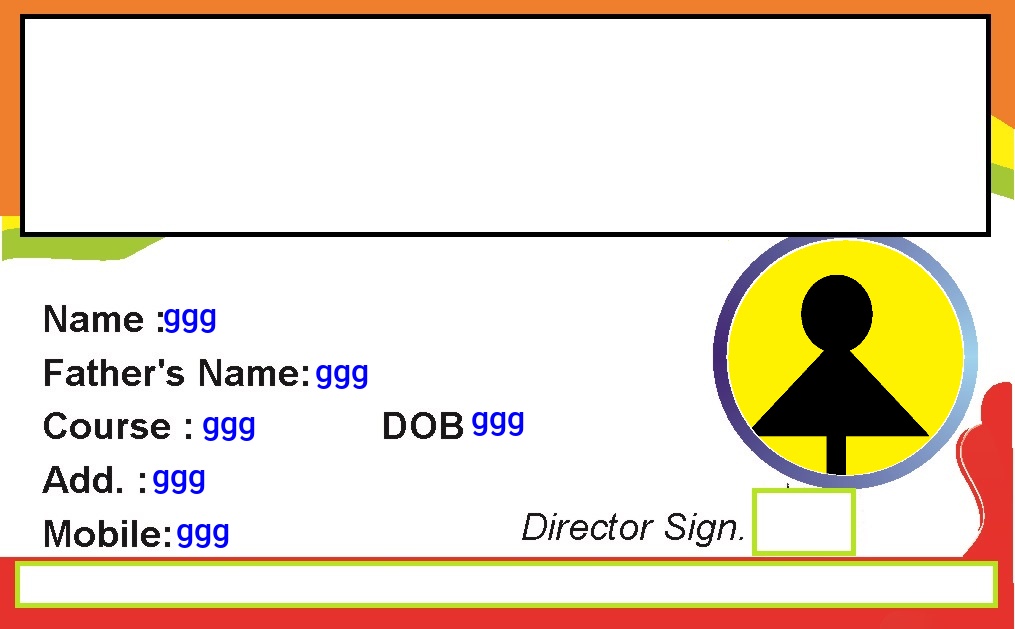 Name :ggg
Father's Name: ggg
Course : ggg DOB ggg
Add. : ggg
Mobile: ggg
Director Sign.